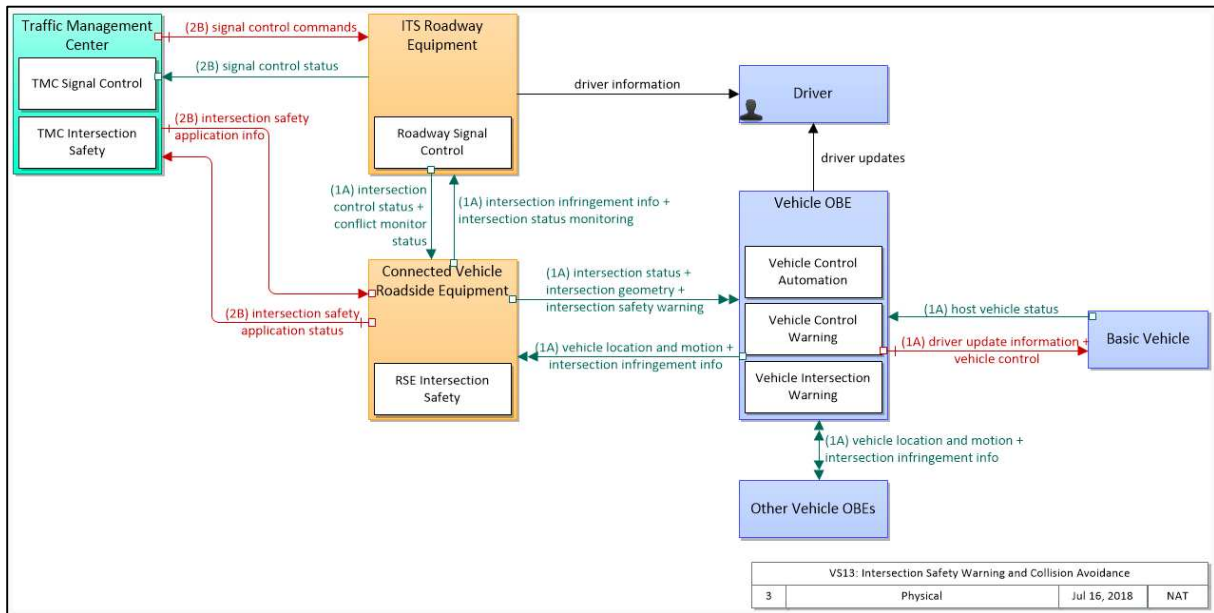 Traffic Management
Center
TMC Signal Control
TMC Intersection
Safety
(2B) signal control commands
(2B) signal control status
(2B) intersection safety
application info
ITS Roadway
Equipment
Roadway Signal
Control
driver information
Driver
driver updates
(1A) intersection
control status +
conflict monitor
status
(1A) intersection infringement info +
intersection status monitoring
Connected Vehicle
Roadside Equipment
RSE Intersection
Safety
(2B) intersection safety
application status
(1A) intersection status +
intersection geometry +
intersection safety warning
(1A) vehicle location and motion +
intersection infringement info
Vehicle OBE
Vehicle Control
Automation
Vehicle Control
Warning
Vehicle Intersection
Warning
(1A) host vehicle status
(1A) driver update information +
vehicle control
Basic Vehicle
(1A) vehicle location and motion +
intersection infringement info
Other Vehicle OBEs
VS13: Intersection Safety Warning and Collision Avoidance
3 Physical Jul 16, 2018 NAT